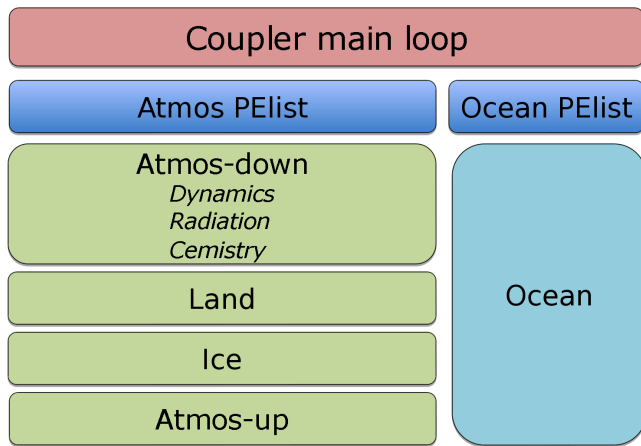 Coupler main loop
Atmos PElist
Ocean PElist
Atmos-down
Dynamics
Radiation
Cemistry
Land
Ice
Atmos-up
Ocean